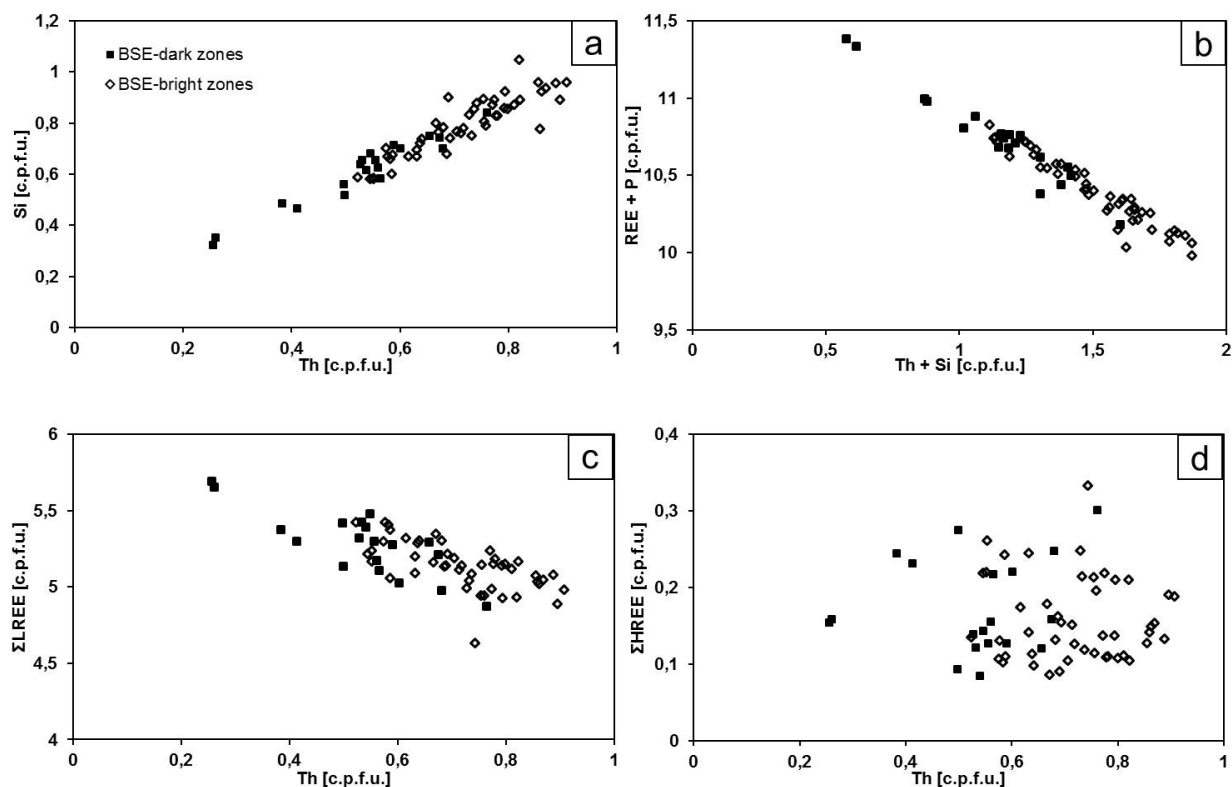 a
Si [c.p.f.u.]
1,2
1
0,8
0,6
0,4
0,2
0
BSE-dark zones
BSE-bright zones
0 0,2 0,4 0,6 0,8 1
Th [c.p.f.u.]
b
REE + P [c.p.f.u.]
11,5
11
10,5
10
9,5
0 0,5 1 1,5 2
Th + Si [c.p.f.u.]
c
ΣLREE [c.p.f.u.]
6
5,5
5
4,5
4
0 0,2 0,4 0,6 0,8 1
Th [c.p.f.u.]
d
ΣHREE [c.p.f.u.]
0,4
0,3
0,2
0,1
0
0 0,2 0,4 0,6 0,8 1
Th [c.p.f.u.]